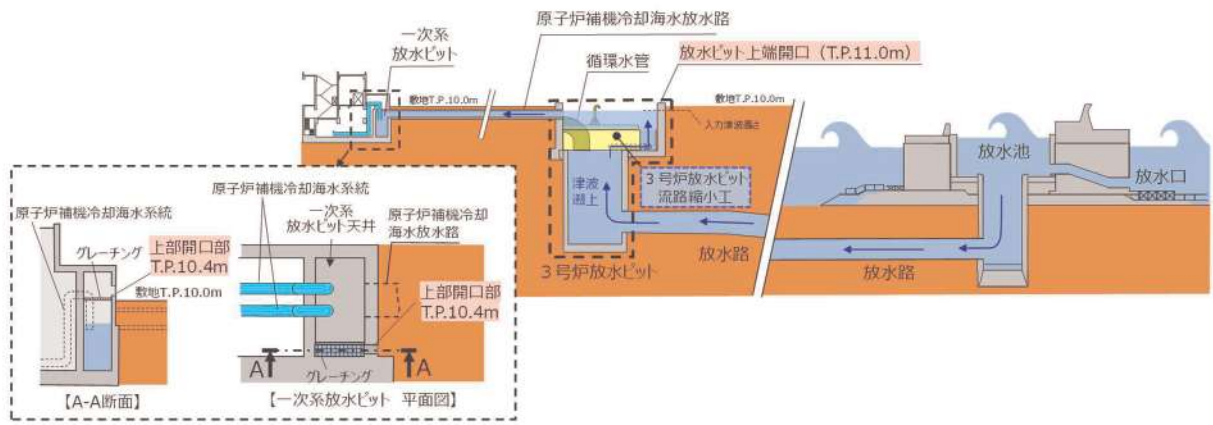 原子炉補機冷却海水放水路
一次系
放水ピット
循環水管
放水ピット上端開口（T.P.11.0m）
敷地T.P.10.0m
敷地T.P.10.0m
入力津波高さ
放水池
放水口
津波
遡上
3号炉放水ピット
流路縮小工
放水路
放水路
3号炉放水ピット
原子炉補機冷却海水系統
原子炉補機冷却海水系統
一次系
放水ピット天井
原子炉補機冷却
海水放水路
グレーチング
上部開口部
T.P.10.4m
敷地T.P.10.0m
上部開口部
T.P.10.4m
A
A
グレーチング
【A-A断面】
【一次系放水ピット 平面図】